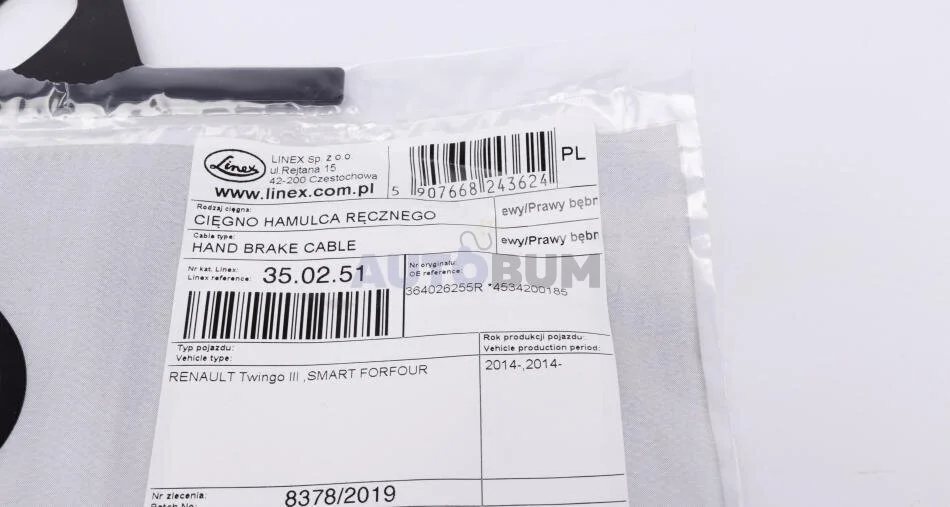 Linex
LINEX Sp. z o.o.
ul.Rejtana 15
42-200 Czestochowa
www.linex.com.pl
5 907668 243624
PL
Rodzaj cięgna:
CIĘGNO HAMULCA RĘCZNEGO
ewy/Prawy bębn
Cable type:
HAND BRAKE CABLE
ewy/Prawy bębn
Nr kat. Linex:
Linex reference:
35.02.51
Nr oryginału:
OE reference:
364026255R *4534200185
AUTOBUM
Typ pojazdu:
Vehicle type:
Rok produkcji pojazdu:
Vehicle production period:
RENAULT Twingo III ,SMART FORFOUR
2014-,2014-
Nr zlecenia:
Batch No:
8378/2019